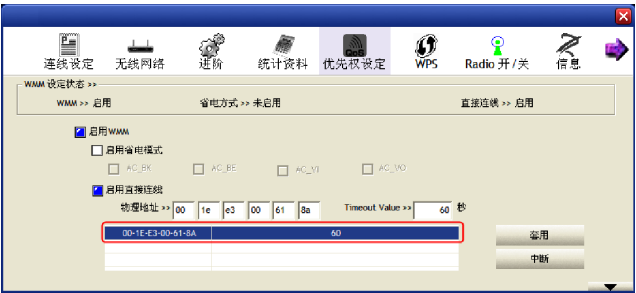 连线设定 无线网络 进阶 统计资料 优先权设定 WPS Radio 开/关 信息
WMM 设定状态 >>
WMM >> 启用 省电方式 >> 未启用 直接连线 >> 启用
启用WMM
启用省电模式
AC_BK AC_BE AC_VI AC_VO
启用直接连线
物理地址 >> 00 1e e3 00 61 8a Timeout Value >> 60 秒
00-1E-E3-00-61-8A 60
套用
中断